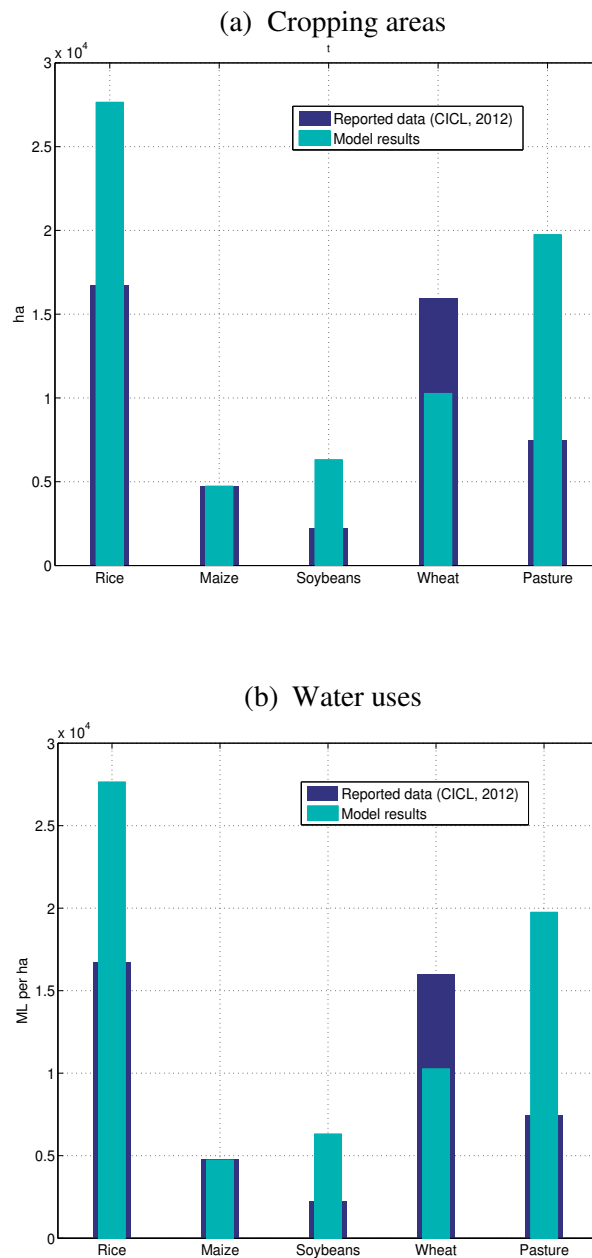 (a) Cropping areas
t
x 10^4
3
2.5
2
1.5
1
0.5
0
ha
Reported data (CICL, 2012)
Model results
Rice Maize Soybeans Wheat Pasture
(b) Water uses
x 10^4
3
2.5
2
1.5
1
0.5
0
ML per ha
Reported data (CICL, 2012)
Model results
Rice Maize Soybeans Wheat Pasture